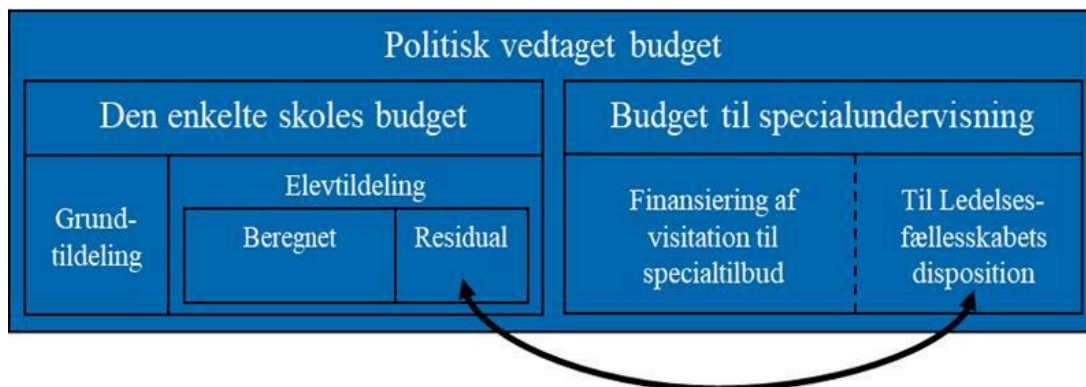 Politisk vedtaget budget
Den enkelte skoles budget
Grund-
tildeling
Elevtildeling
Beregnet
Residual
Budget til specialundervisning
Finansiering af
visitation til
specialtilbud
Til Ledelses-
fællesskabets
disposition